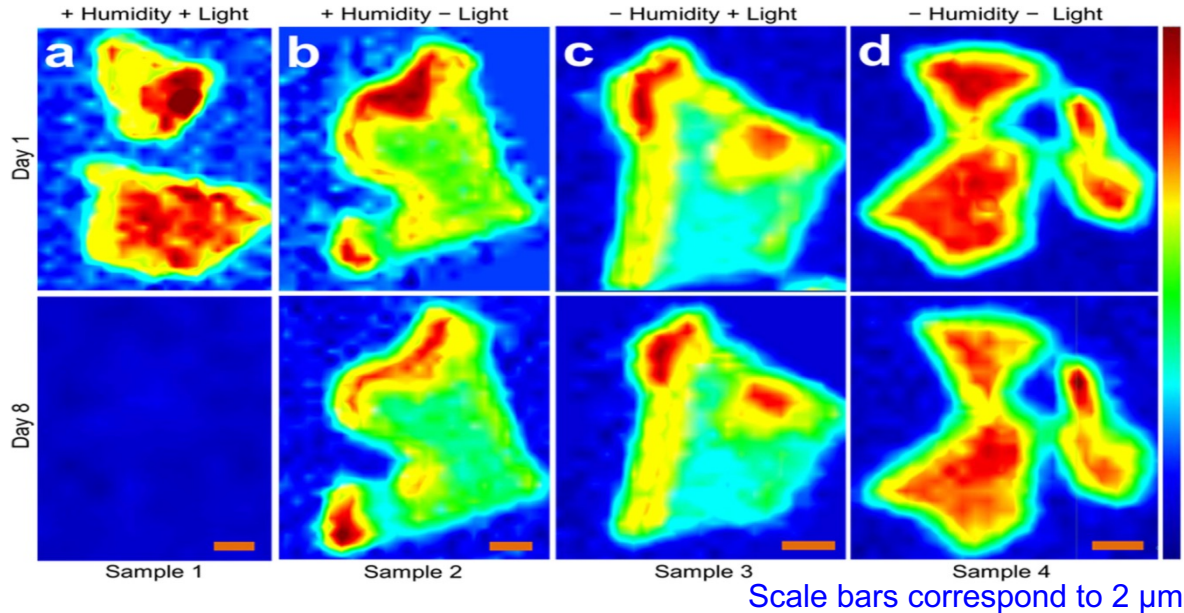 + Humidity + Light
+ Humidity − Light
− Humidity + Light
− Humidity − Light
a
b
c
d
Day 1
Day 8
Sample 1
Sample 2
Sample 3
Sample 4
Scale bars correspond to 2 µm